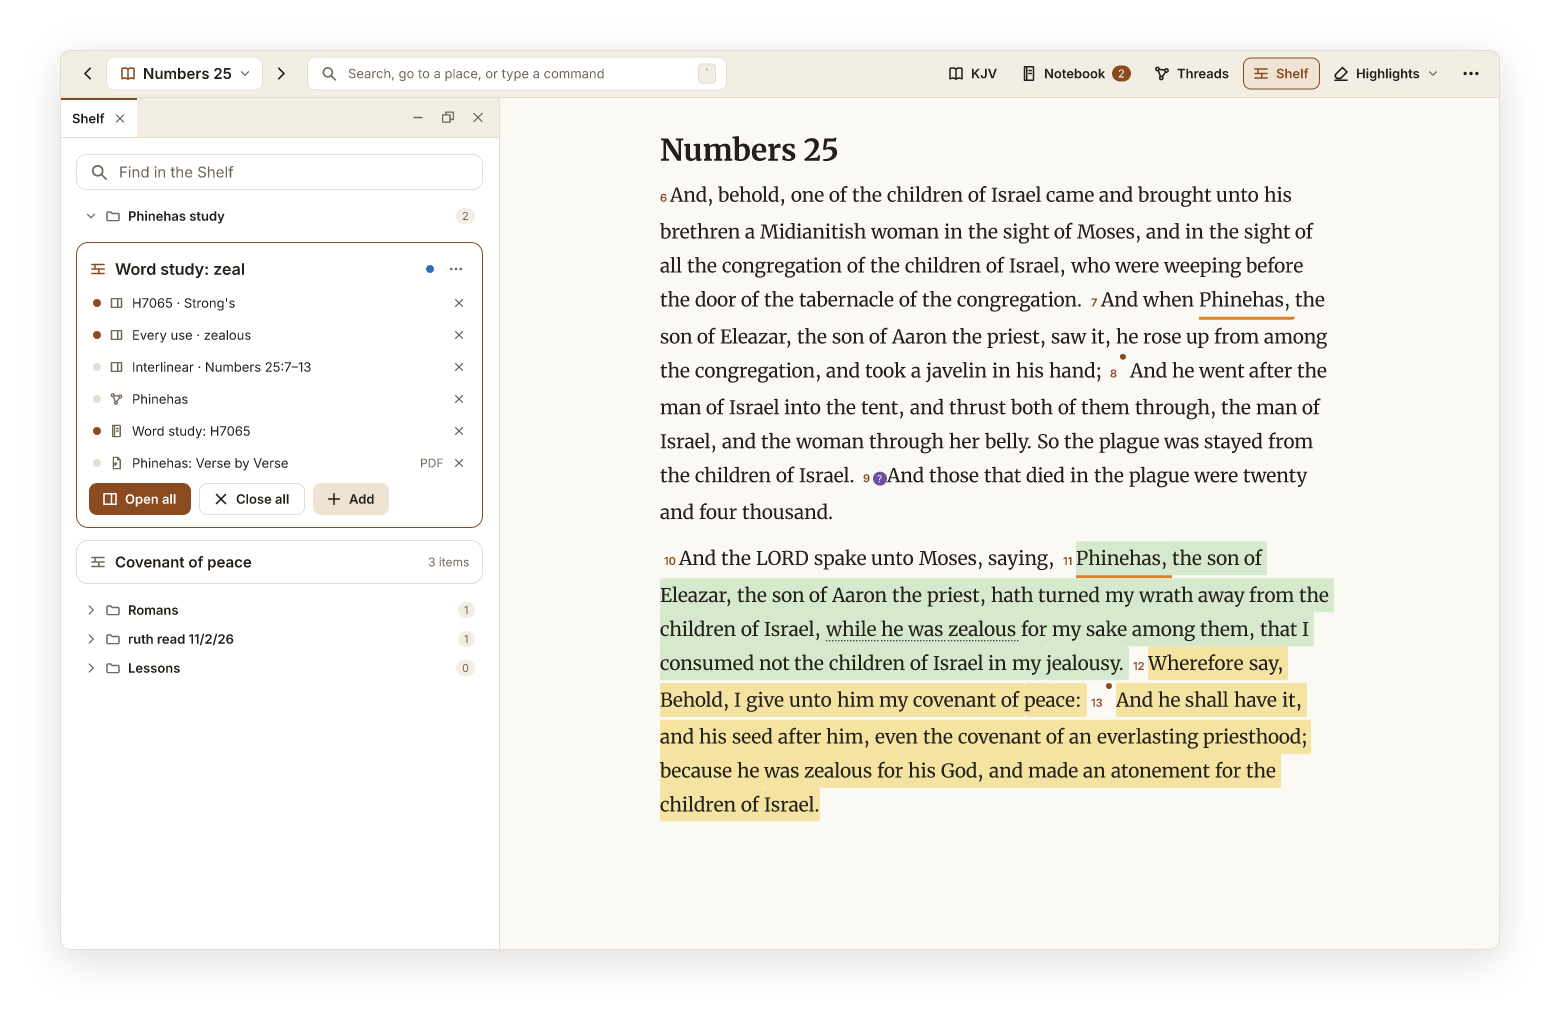 Numbers 25
Search, go to a place, or type a command
`
KJV
Notebook 2
Threads
Shelf
Highlights
Shelf
Find in the Shelf
Phinehas study 2
Word study: zeal
H7065 · Strong's
Every use · zealous
Interlinear · Numbers 25:7–13
Phinehas
Word study: H7065
Phinehas: Verse by Verse PDF
Open all
Close all
Add
Covenant of peace 3 items
Romans 1
ruth read 11/2/26 1
Lessons 0
Numbers 25
6 And, behold, one of the children of Israel came and brought unto his
brethren a Midianitish woman in the sight of Moses, and in the sight of
all the congregation of the children of Israel, who were weeping before
the door of the tabernacle of the congregation. 7 And when Phinehas, the
son of Eleazar, the son of Aaron the priest, saw it, he rose up from among
the congregation, and took a javelin in his hand; 8 And he went after the
man of Israel into the tent, and thrust both of them through, the man of
Israel, and the woman through her belly. So the plague was stayed from
the children of Israel. 9 ? And those that died in the plague were twenty
and four thousand.
10 And the LORD spake unto Moses, saying, 11 Phinehas, the son of
Eleazar, the son of Aaron the priest, hath turned my wrath away from the
children of Israel, while he was zealous for my sake among them, that I
consumed not the children of Israel in my jealousy. 12 Wherefore say,
Behold, I give unto him my covenant of peace: 13 And he shall have it,
and his seed after him, even the covenant of an everlasting priesthood;
because he was zealous for his God, and made an atonement for the
children of Israel.